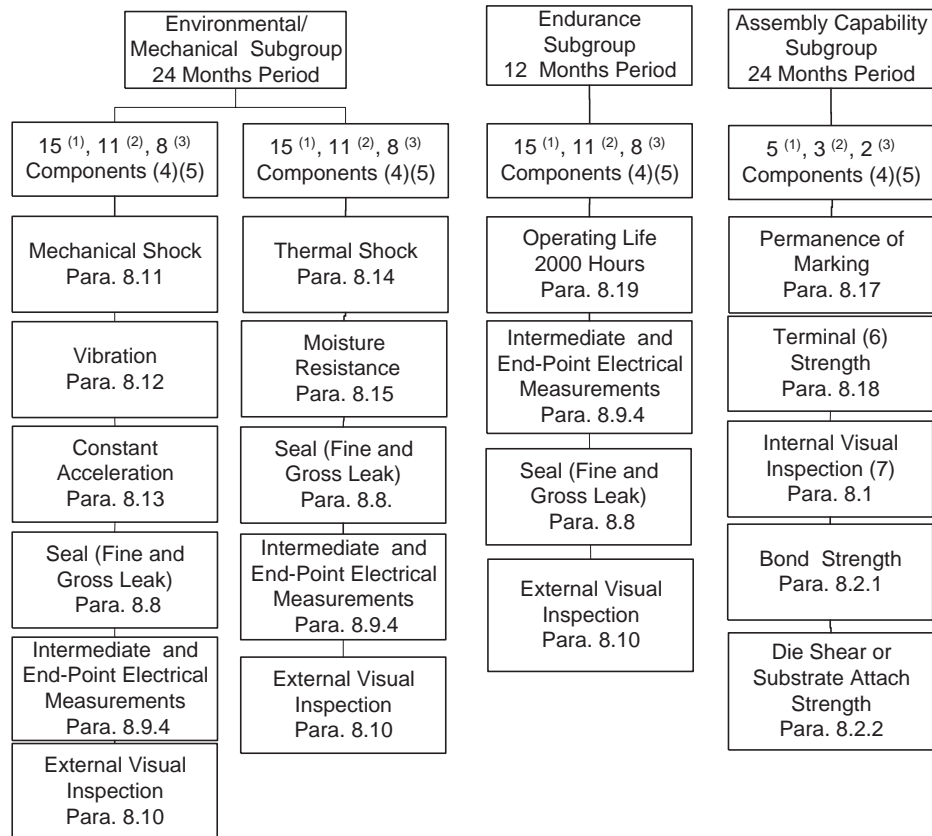 Environmental/
Mechanical Subgroup
24 Months Period
15 (1), 11 (2), 8 (3)
Components (4)(5)
Mechanical Shock
Para. 8.11
Vibration
Para. 8.12
Constant
Acceleration
Para. 8.13
Seal (Fine and
Gross Leak)
Para. 8.8
Intermediate and
End-Point Electrical
Measurements
Para. 8.9.4
External Visual
Inspection
Para. 8.10
15 (1), 11 (2), 8 (3)
Components (4)(5)
Thermal Shock
Para. 8.14
Moisture
Resistance
Para. 8.15
Seal (Fine and
Gross Leak)
Para. 8.8.
Intermediate and
End-Point Electrical
Measurements
Para. 8.9.4
External Visual
Inspection
Para. 8.10
Endurance
Subgroup
12 Months Period
15 (1), 11 (2), 8 (3)
Components (4)(5)
Operating Life
2000 Hours
Para. 8.19
Intermediate and
End-Point Electrical
Measurements
Para. 8.9.4
Seal (Fine and
Gross Leak)
Para. 8.8
External Visual
Inspection
Para. 8.10
Assembly Capability
Subgroup
24 Months Period
5 (1), 3 (2), 2 (3)
Components (4)(5)
Permanence of
Marking
Para. 8.17
Terminal (6)
Strength
Para. 8.18
Internal Visual
Inspection (7)
Para. 8.1
Bond Strength
Para. 8.2.1
Die Shear or
Substrate Attach
Strength
Para. 8.2.2